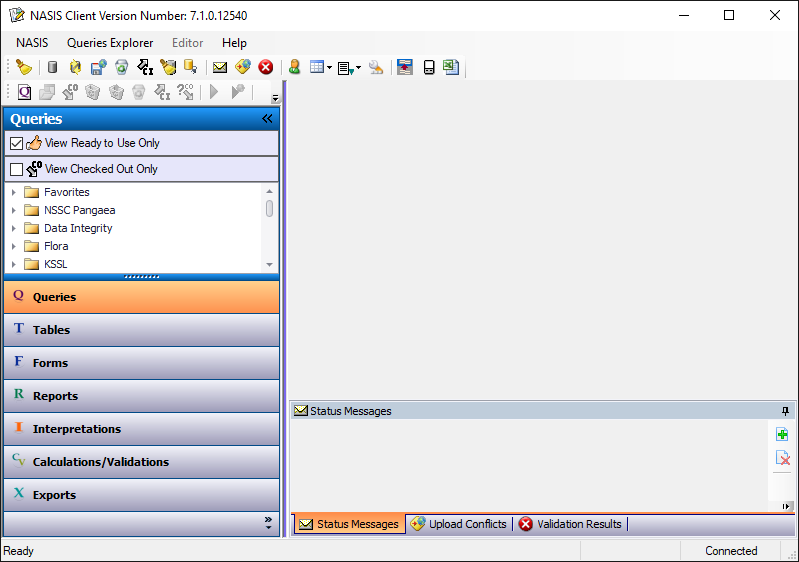 NASIS Client Version Number: 7.1.0.12540
NASIS Queries Explorer Editor Help
Queries
View Ready to Use Only
CO View Checked Out Only
Favorites
NSSC Pangaea
Data Integrity
Flora
KSSL
Q Queries
T Tables
F Forms
R Reports
I Interpretations
CV Calculations/Validations
X Exports
Status Messages
Status Messages Upload Conflicts Validation Results
Ready Connected